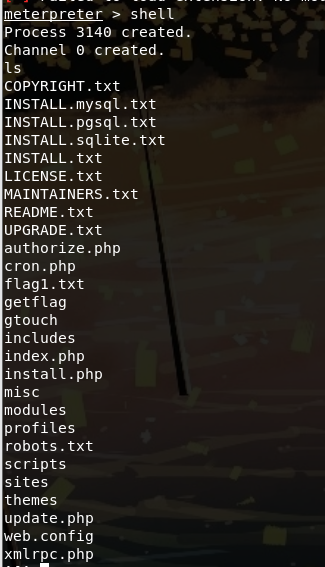 meterpreter > shell
Process 3140 created.
Channel 0 created.
ls
COPYRIGHT.txt
INSTALL.mysql.txt
INSTALL.pgsql.txt
INSTALL.sqlite.txt
INSTALL.txt
LICENSE.txt
MAINTAINERS.txt
README.txt
UPGRADE.txt
authorize.php
cron.php
flag1.txt
getflag
gtouch
includes
index.php
install.php
misc
modules
profiles
robots.txt
scripts
sites
themes
update.php
web.config
xmlrpc.php